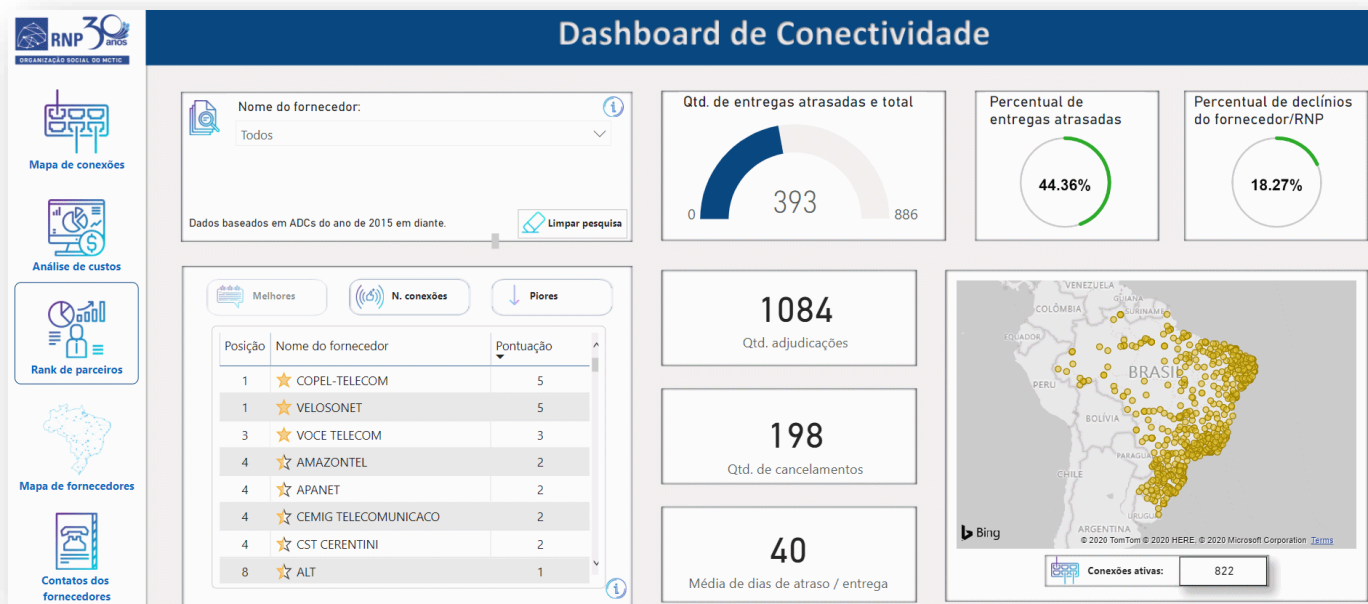 RNP 30 anos
ORGANIZAÇÃO SOCIAL DO MCTIC
Dashboard de Conectividade
Mapa de conexões
Análise de custos
Rank de parceiros
Mapa de fornecedores
Contatos dos
fornecedores
Nome do fornecedor:
Todos
Dados baseados em ADCs do ano de 2015 em diante.
Limpar pesquisa
Qtd. de entregas atrasadas e total
393
0
886
Percentual de
entregas atrasadas
44.36%
Percentual de declínios
do fornecedor/RNP
18.27%
Melhores
N. conexões
Piores
Posição Nome do fornecedor Pontuação
1 COPEL-TELECOM 5
1 VELOSONET 5
3 VOCE TELECOM 3
4 AMAZONTEL 2
4 APANET 2
4 CEMIG TELECOMUNICACO 2
4 CST CERENTINI 2
8 ALT 1
1084
Qtd. adjudicações
198
Qtd. de cancelamentos
40
Média de dias de atraso / entrega
VENEZUELA
GUIANA
COLÔMBIA
SURINAME
EQUADOR
BRASIL
PERU
BOLÍVIA
PARAGUA
CHILE
URUGU
ARGENTINA
Bing
© 2020 TomTom © 2020 HERE, © 2020 Microsoft Corporation Terms
Conexões ativas:
822